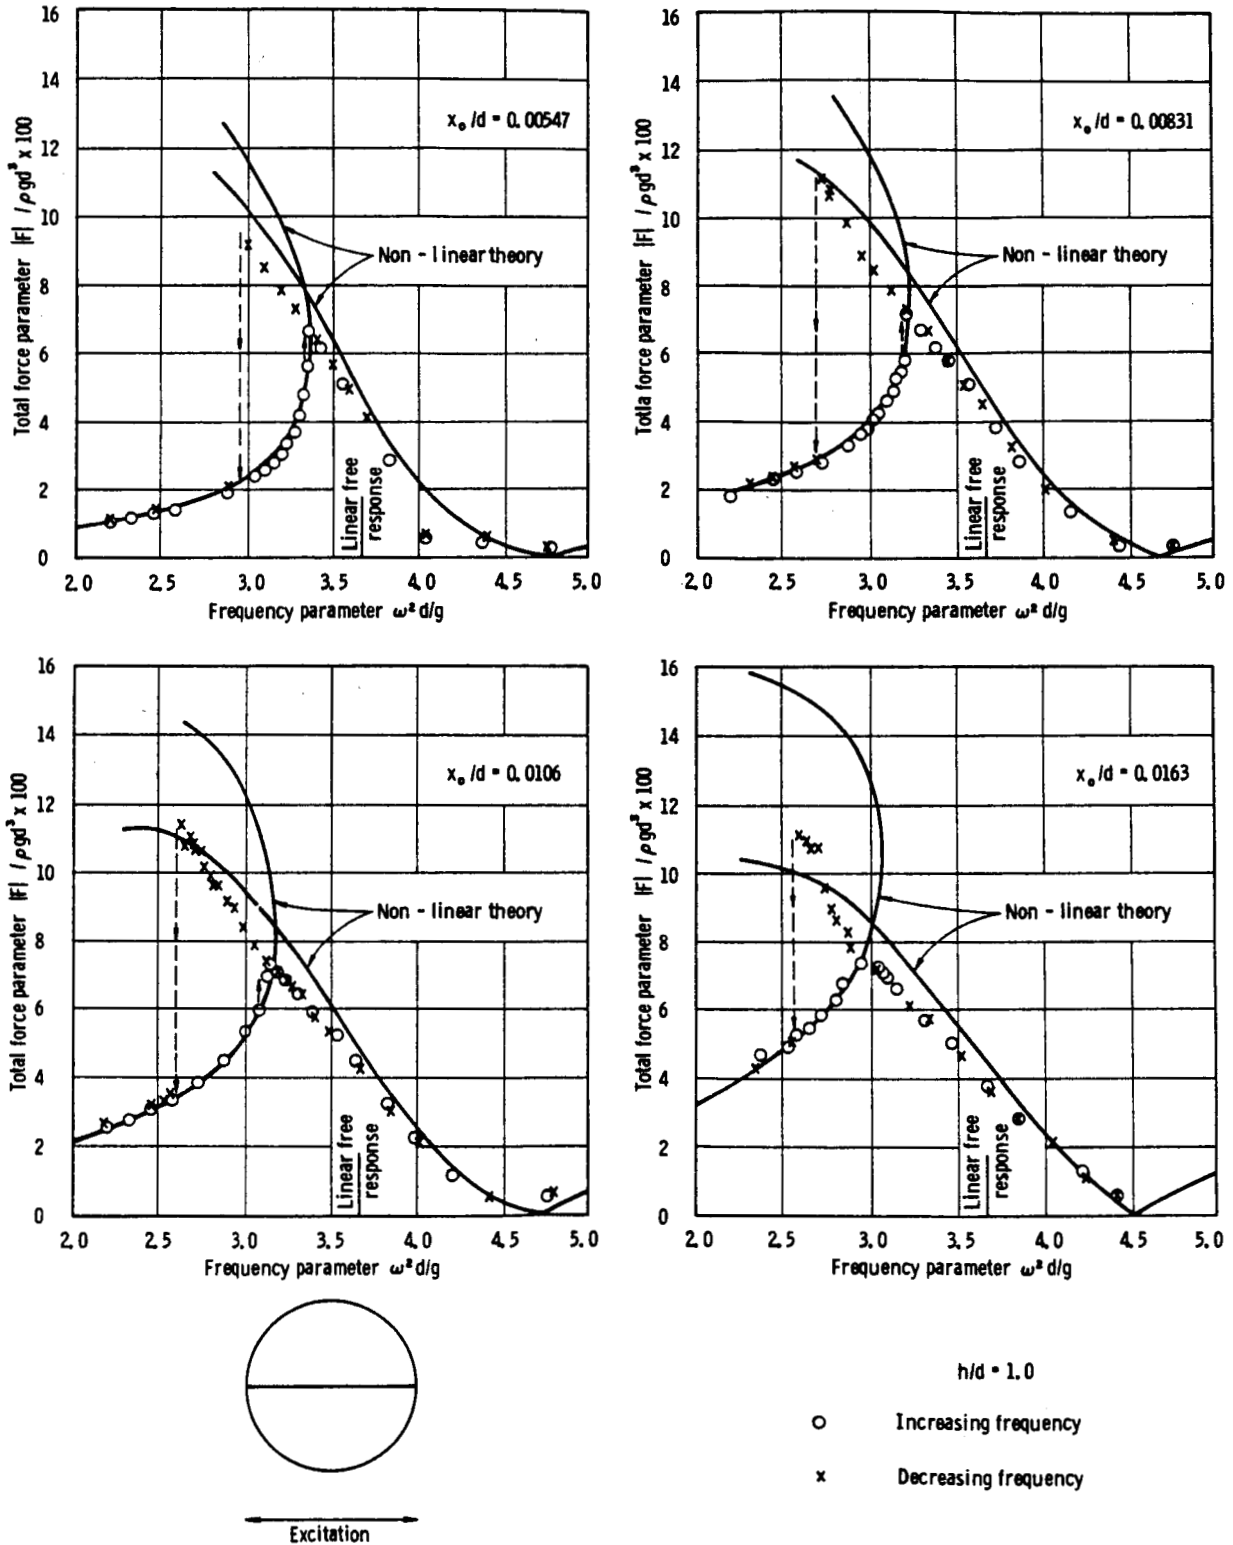 16
14
12
10
8
6
4
2
0
Total force parameter |F| / ρgd³ x 100
x₀/d = 0.00547
Non - linear theory
Linear free
response
2.0 2.5 3.0 3.5 4.0 4.5 5.0
Frequency parameter ω² d/g
16
14
12
10
8
6
4
2
0
Totla force parameter |F| / ρgd³ x 100
x₀/d = 0.00831
Non - linear theory
Linear free
response
2.0 2.5 3.0 3.5 4.0 4.5 5.0
Frequency parameter ω² d/g
16
14
12
10
8
6
4
2
0
Total force parameter |F| / ρgd³ x 100
x₀/d = 0.0106
Non - linear theory
Linear free
response
2.0 2.5 3.0 3.5 4.0 4.5 5.0
Frequency parameter ω² d/g
16
14
12
10
8
6
4
2
0
Total force parameter |F| / ρgd³ x 100
x₀/d = 0.0163
Non - linear theory
Linear free
response
2.0 2.5 3.0 3.5 4.0 4.5 5.0
Frequency parameter ω² d/g
Excitation
h/d = 1.0
O Increasing frequency
x Decreasing frequency